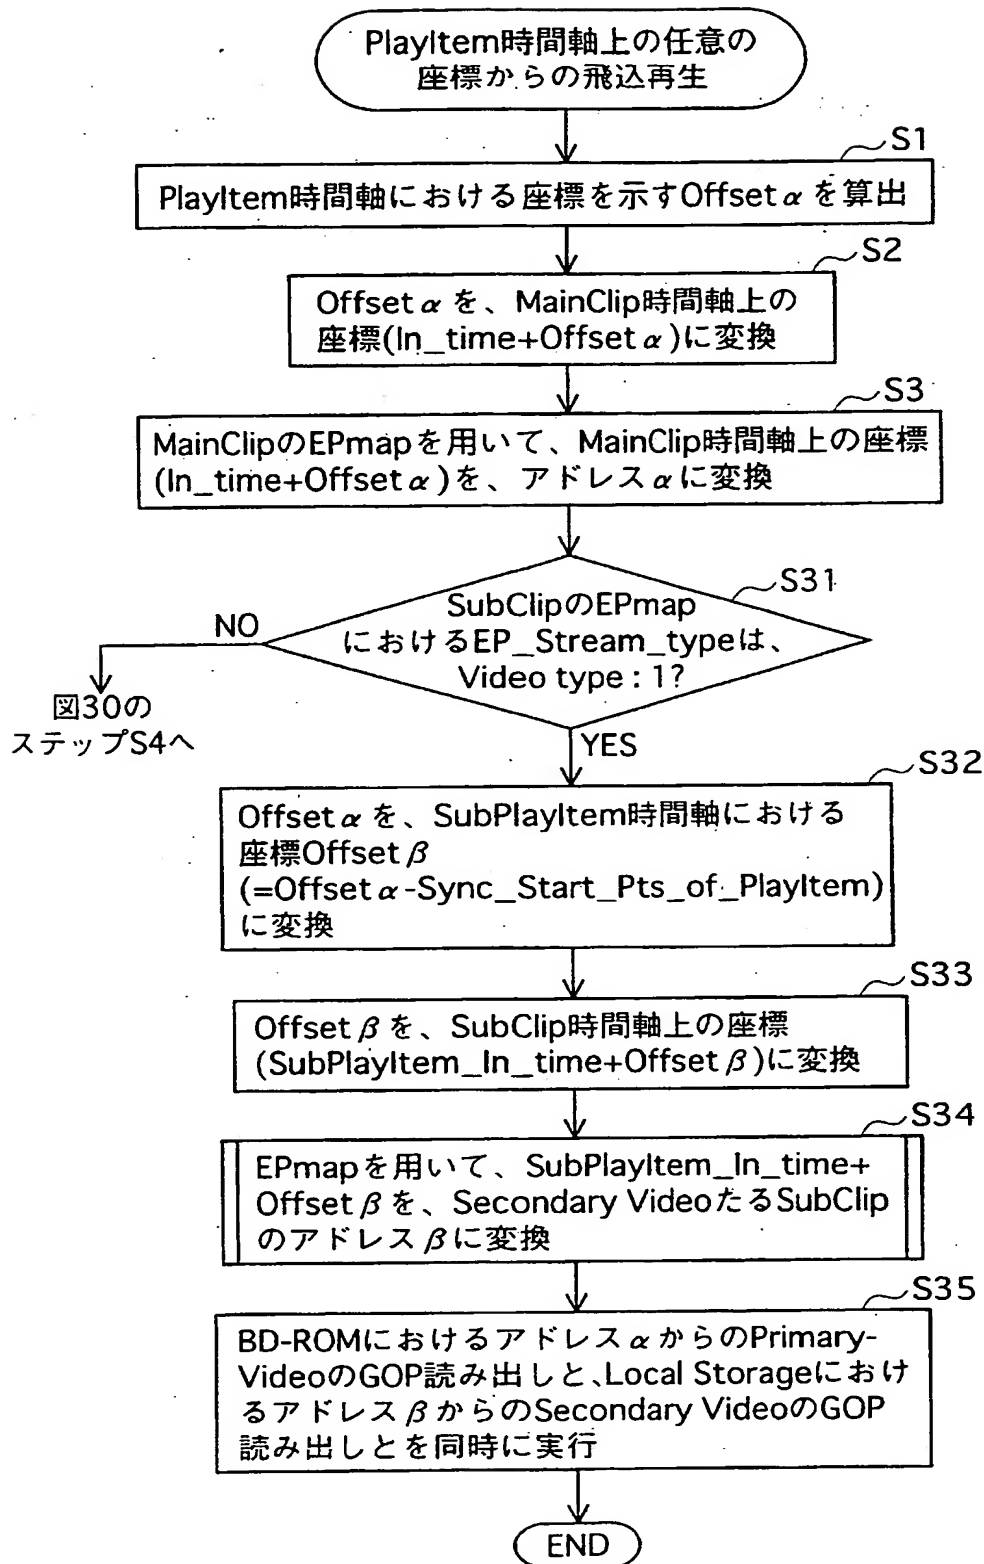 PlayItem時間軸上の任意の
座標からの飛込再生
S1
PlayItem時間軸における座標を示すOffsetαを算出
S2
Offsetαを、MainClip時間軸上の
座標(In_time+Offsetα)に変換
S3
MainClipのEPmapを用いて、MainClip時間軸上の座標
(In_time+Offsetα)を、アドレスαに変換
S31
SubClipのEPmap
におけるEP_Stream_typeは、
Video type : 1?
NO
図30の
ステップS4へ
YES
S32
Offsetαを、SubPlayItem時間軸における
座標Offsetβ
(=Offsetα-Sync_Start_Pts_of_PlayItem)
に変換
S33
Offsetβを、SubClip時間軸上の座標
(SubPlayItem_In_time+Offsetβ)に変換
S34
EPmapを用いて、SubPlayItem_In_time+
Offsetβを、Secondary VideoたるSubClip
のアドレスβに変換
S35
BD-ROMにおけるアドレスαからのPrimary-
VideoのGOP読み出しと、Local Storageにおけ
るアドレスβからのSecondary VideoのGOP
読み出しとを同時に実行
END